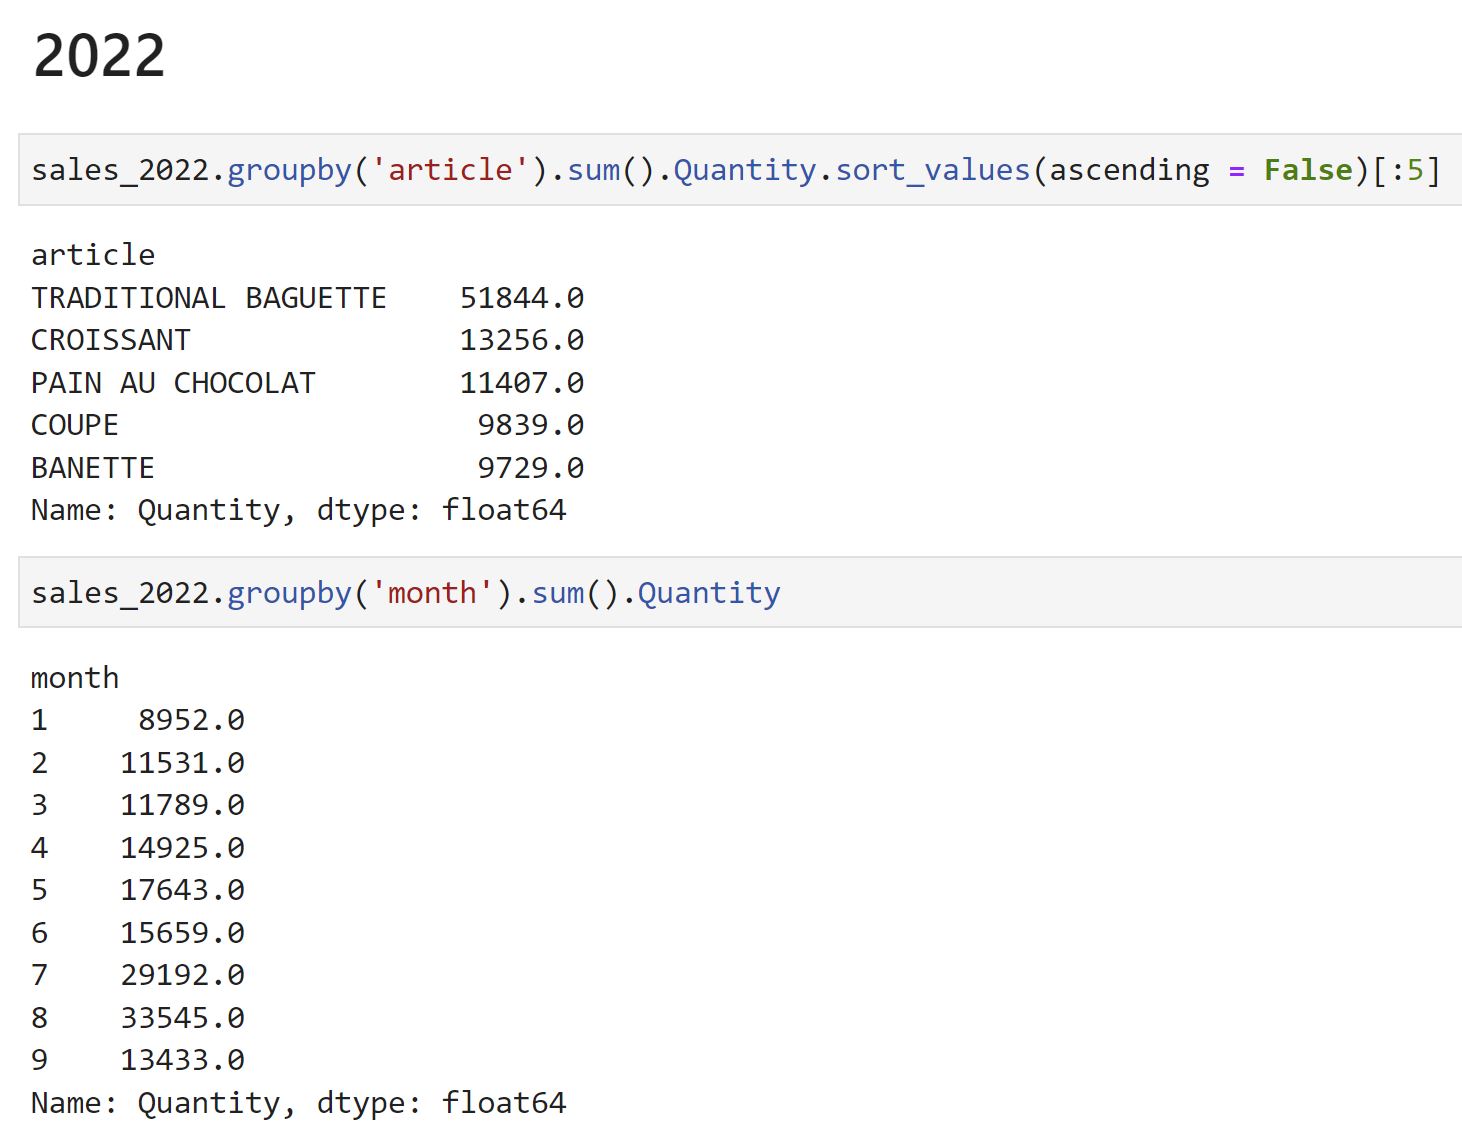 2022
sales_2022.groupby('article').sum().Quantity.sort_values(ascending = False)[:5]
article
TRADITIONAL BAGUETTE    51844.0
CROISSANT               13256.0
PAIN AU CHOCOLAT        11407.0
COUPE                    9839.0
BANETTE                  9729.0
Name: Quantity, dtype: float64
sales_2022.groupby('month').sum().Quantity
month
1     8952.0
2    11531.0
3    11789.0
4    14925.0
5    17643.0
6    15659.0
7    29192.0
8    33545.0
9    13433.0
Name: Quantity, dtype: float64